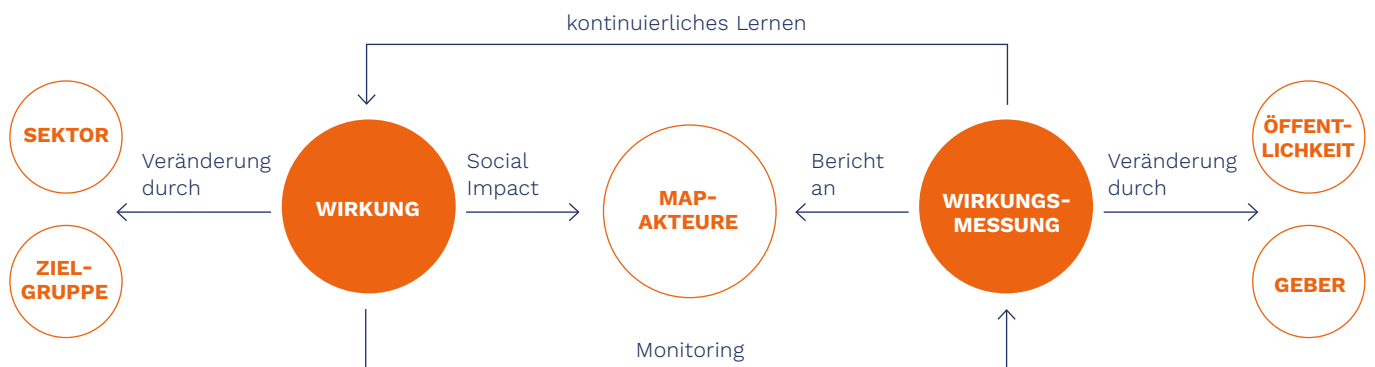 kontinuierliches Lernen
SEKTOR
Veränderung
durch
ZIEL-
GRUPPE
WIRKUNG
Social
Impact
MAP-
AKTEURE
Bericht
an
WIRKUNGS-
MESSUNG
Veränderung
durch
ÖFFENT-
LICHKEIT
GEBER
Monitoring